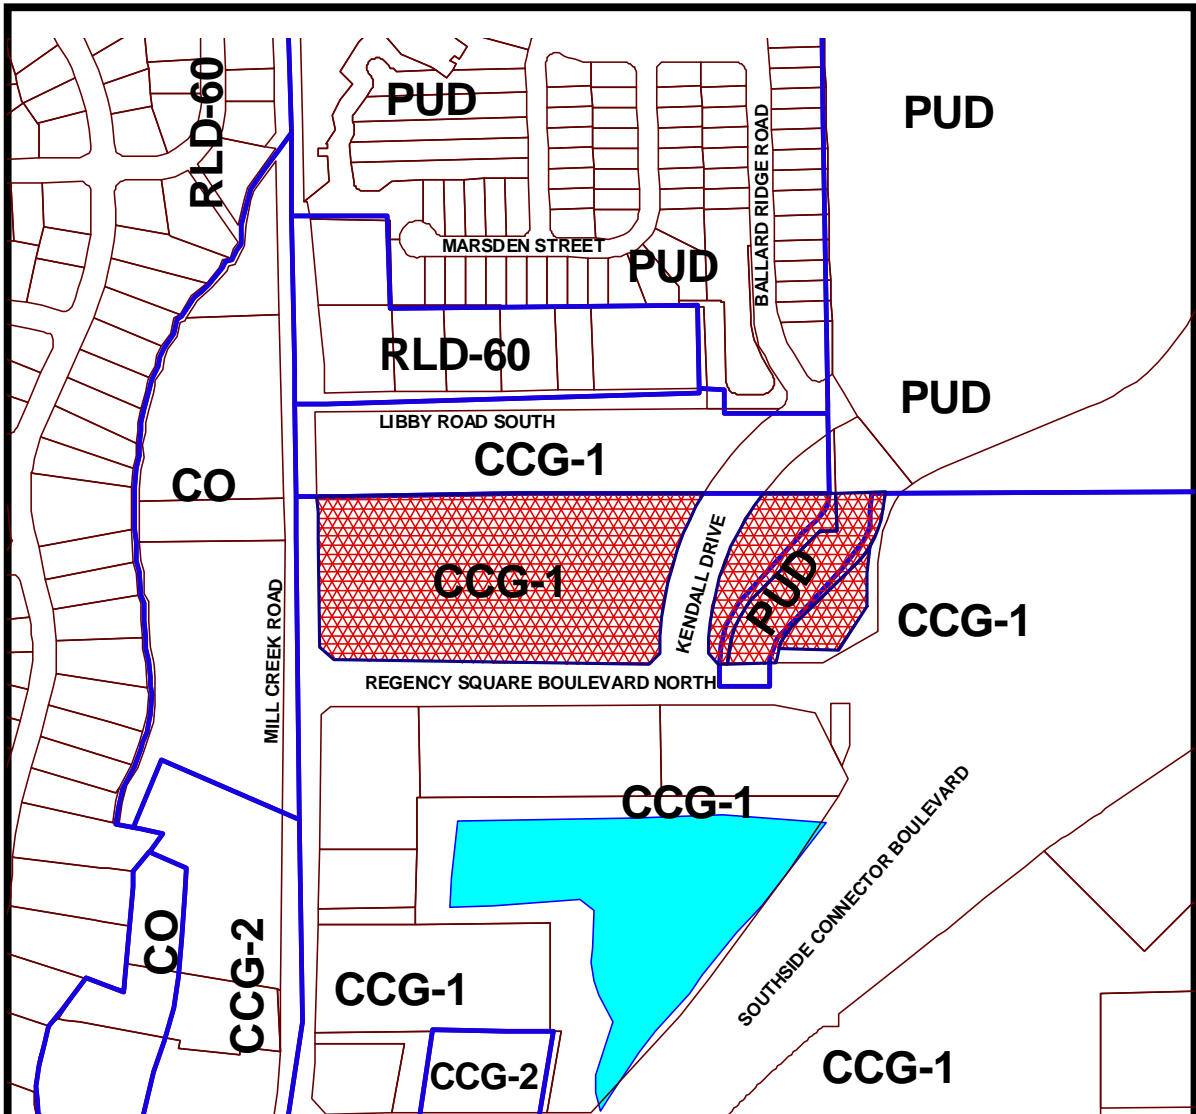 RLD-60
PUD
PUD
BALLARD RIDGE ROAD
MARSDEN STREET
PUD
RLD-60
PUD
LIBBY ROAD SOUTH
CCG-1
CO
KENDALL DRIVE
CCG-1
PUD
CCG-1
MILL CREEK ROAD
REGENCY SQUARE BOULEVARD NORTH
CCG-1
SOUTHSIDE CONNECTOR BOULEVARD
CO
CCG-2
CCG-1
CCG-2
CCG-1